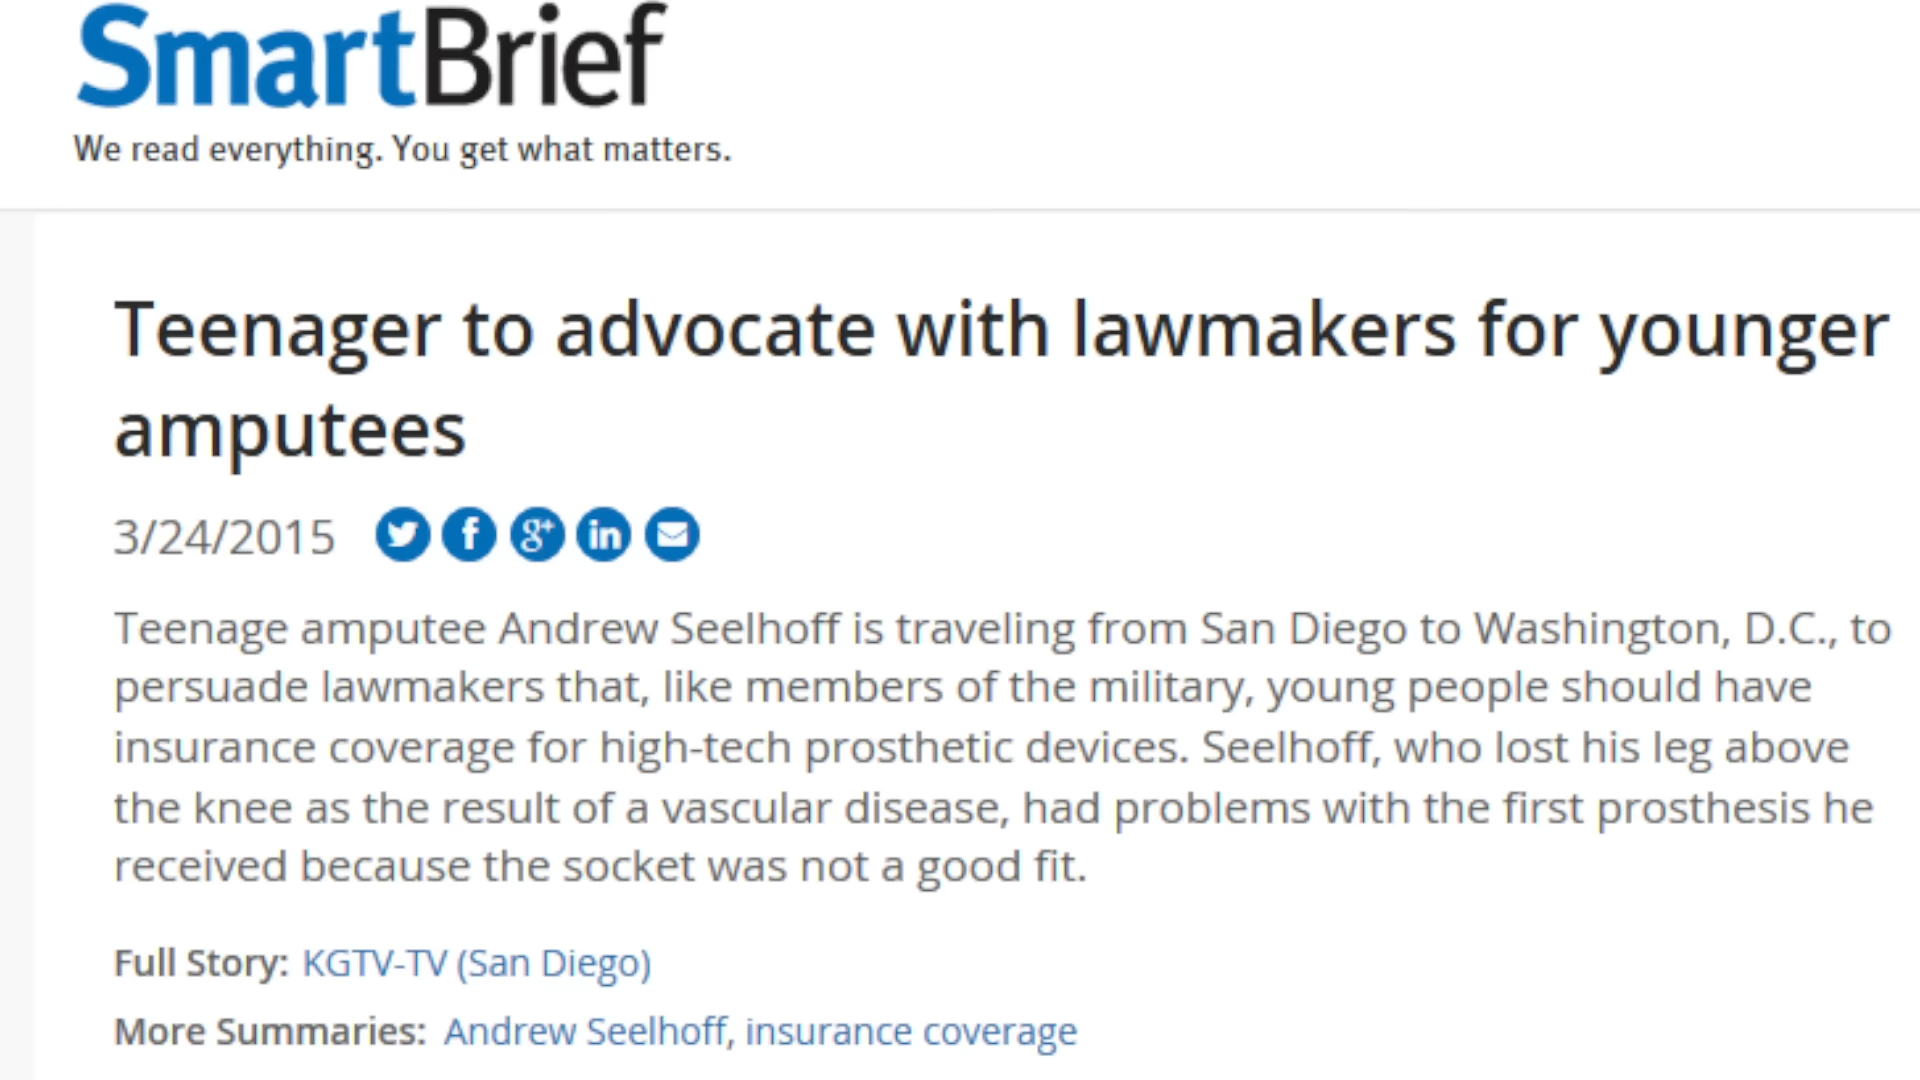 SmartBrief
We read everything. You get what matters.
Teenager to advocate with lawmakers for younger
amputees
3/24/2015 f g+ in
Teenage amputee Andrew Seelhoff is traveling from San Diego to Washington, D.C., to
persuade lawmakers that, like members of the military, young people should have
insurance coverage for high-tech prosthetic devices. Seelhoff, who lost his leg above
the knee as the result of a vascular disease, had problems with the first prosthesis he
received because the socket was not a good fit.
Full Story: KGTV-TV (San Diego)
More Summaries: Andrew Seelhoff, insurance coverage